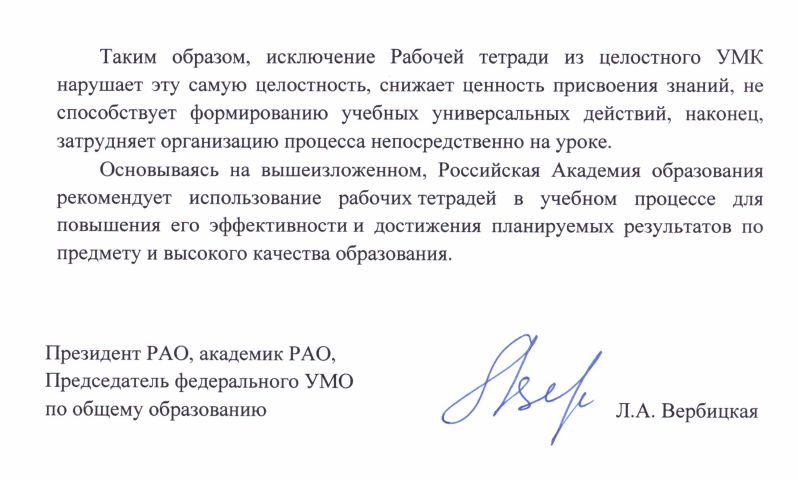 Таким образом, исключение Рабочей тетради из целостного УМК
нарушает эту самую целостность, снижает ценность присвоения знаний, не
способствует формированию учебных универсальных действий, наконец,
затрудняет организацию процесса непосредственно на уроке.
Основываясь на вышеизложенном, Российская Академия образования
рекомендует использование рабочих тетрадей в учебном процессе для
повышения его эффективности и достижения планируемых результатов по
предмету и высокого качества образования.
Президент РАО, академик РАО,
Председатель федерального УМО
по общему образованию
Л.А. Вербицкая